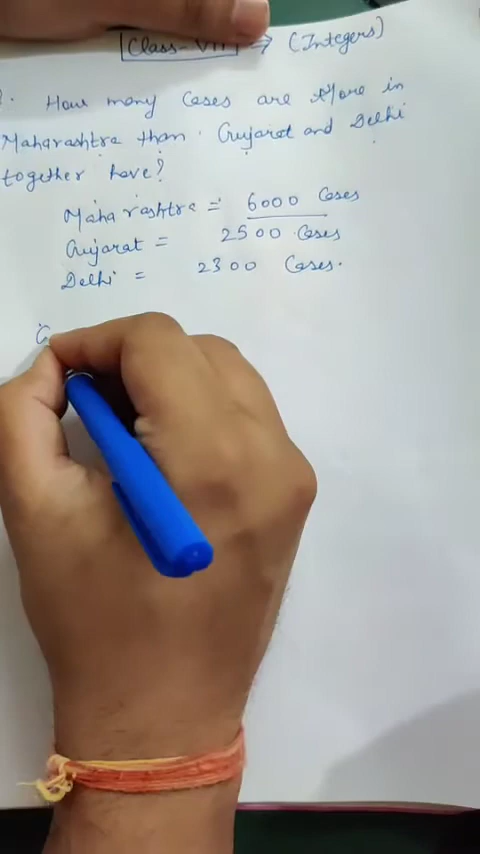 Class-VII ⇒ (Integers)
How many Cases are More in
Maharashtra than Gujarat and Delhi
together have?
Maharashtra = 6000 Cases
Gujarat = 2500 Cases
Delhi = 2300 Cases.